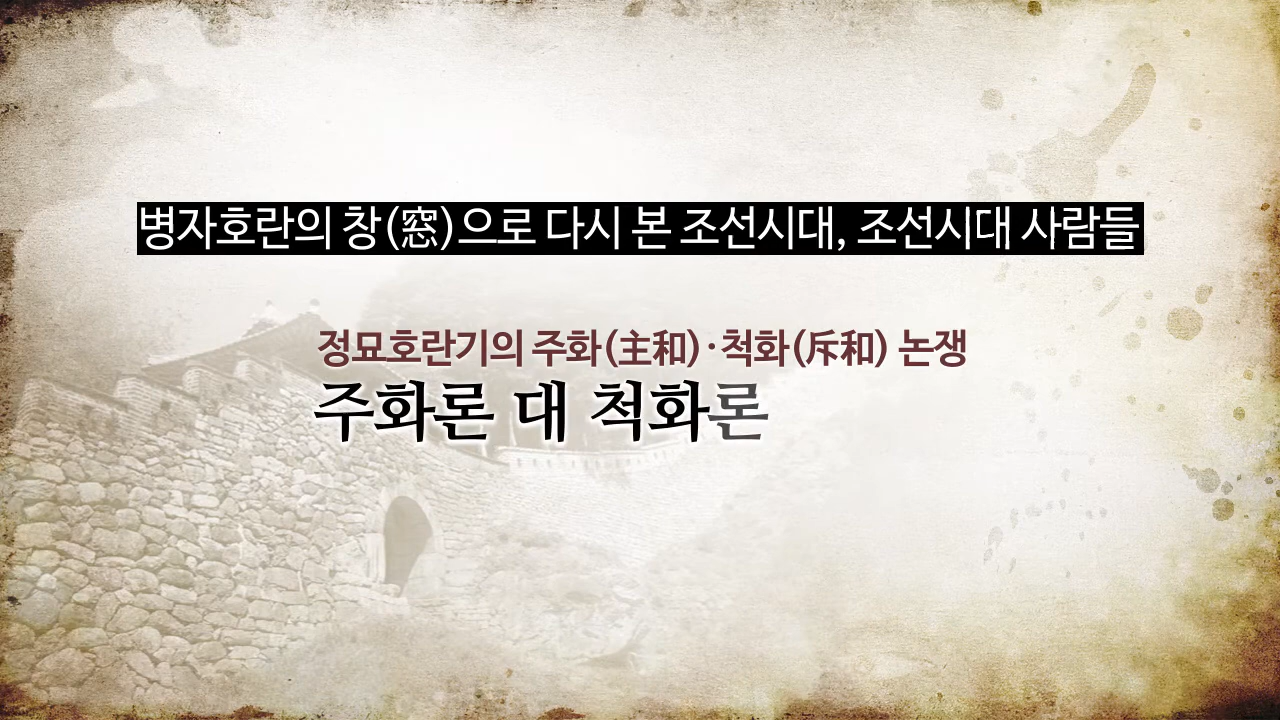 병자호란의 창(窓)으로 다시 본 조선시대, 조선시대 사람들
정묘호란기의 주화(主和)·척화(斥和) 논쟁
주화론 대 척화론